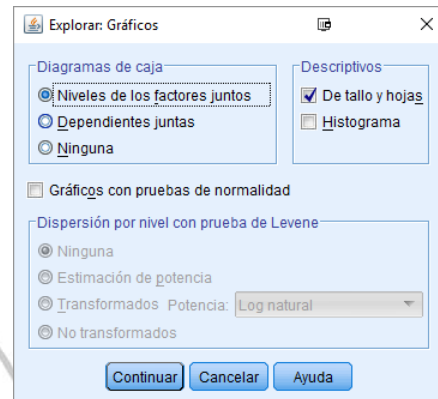 Explorar: Gráficos
Diagramas de caja
Niveles de los factores juntos
Dependientes juntas
Ninguna
Descriptivos
De tallo y hojas
Histograma
Gráficos con pruebas de normalidad
Dispersión por nivel con prueba de Levene
Ninguna
Estimación de potencia
Transformados Potencia: Log natural
No transformados
Continuar Cancelar Ayuda